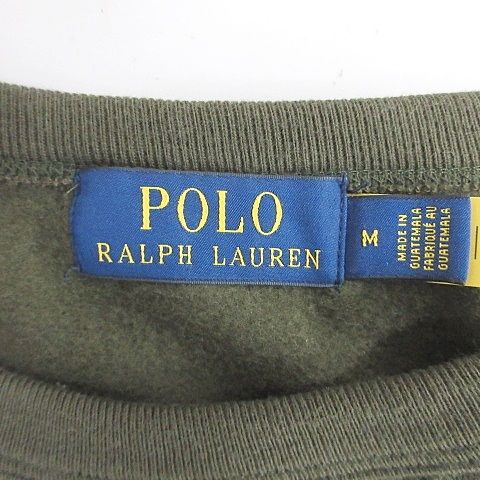 POLO
RALPH LAUREN
M
MADE IN
GUATEMALA
FABRIQUÉ AU
GUATEMALA